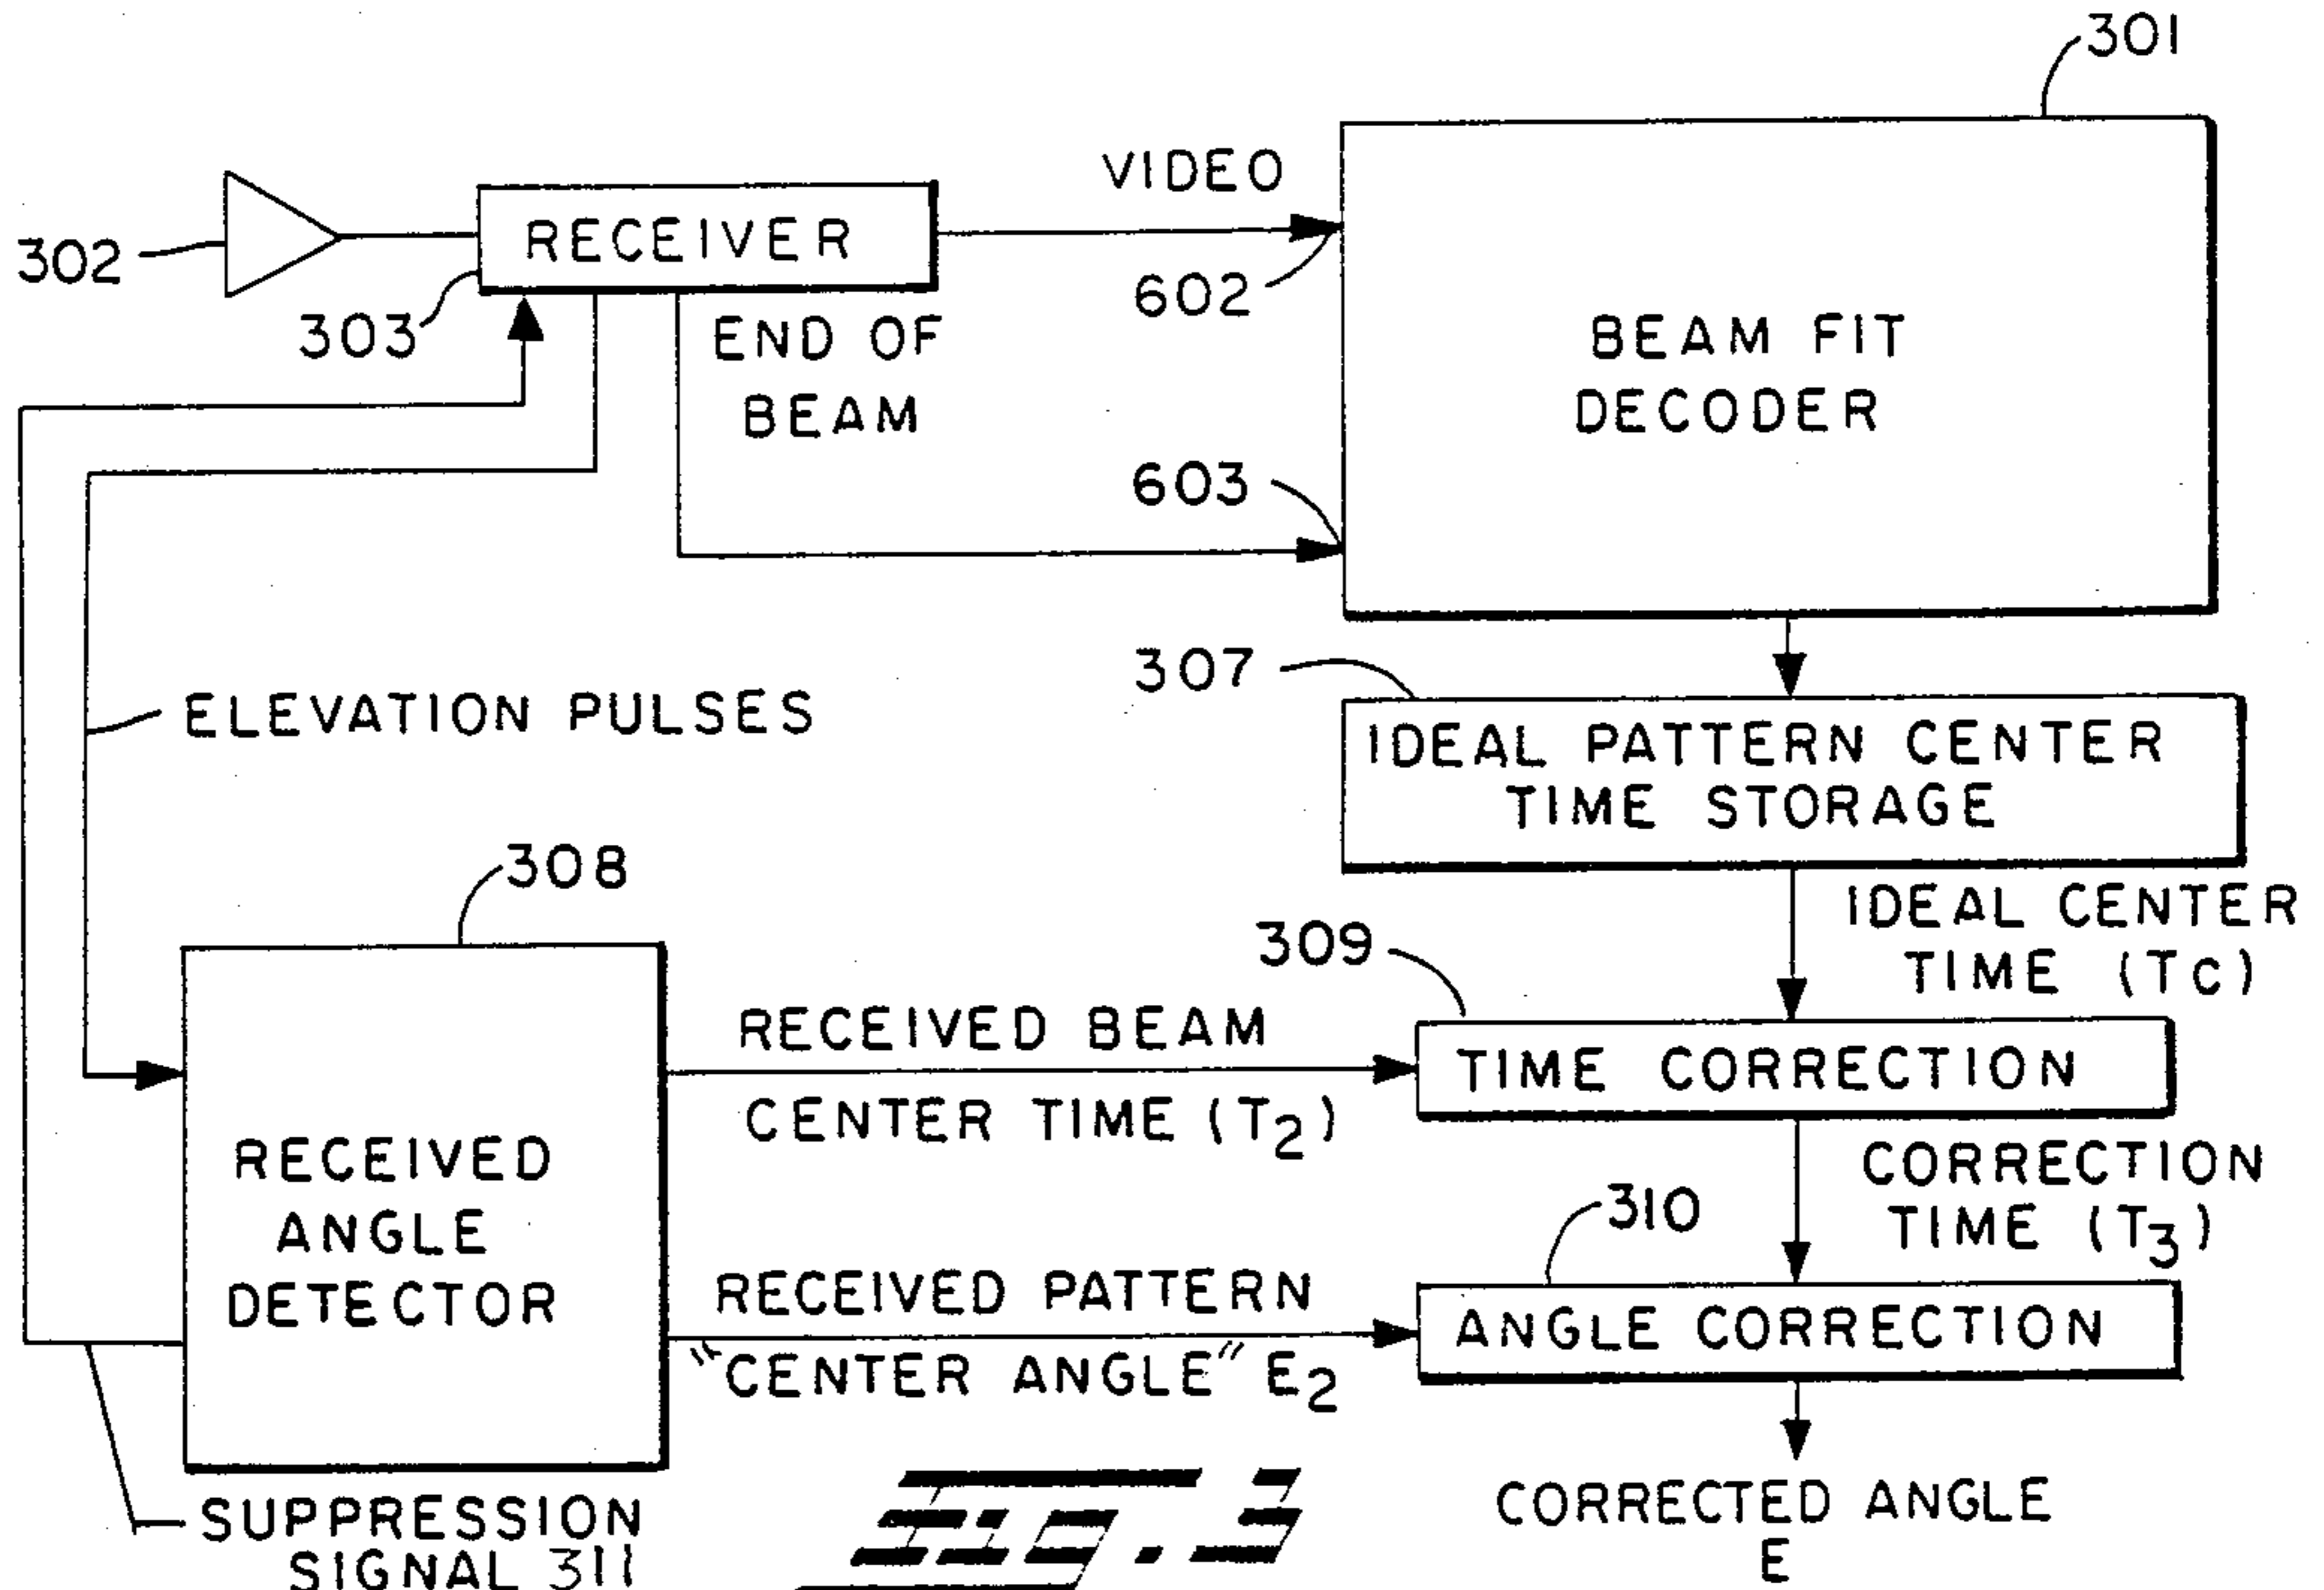 301
VIDEO
302
RECEIVER
602
303
END OF
BEAM
BEAM FIT
DECODER
603
307
ELEVATION PULSES
IDEAL PATTERN CENTER
TIME STORAGE
308
IDEAL CENTER
TIME (TC)
309
RECEIVED BEAM
CENTER TIME (T2)
TIME CORRECTION
RECEIVED
ANGLE
DETECTOR
CORRECTION
TIME (T3)
310
RECEIVED PATTERN
"CENTER ANGLE" E2
ANGLE CORRECTION
SUPPRESSION
SIGNAL 311
Fig. 3
CORRECTED ANGLE
E